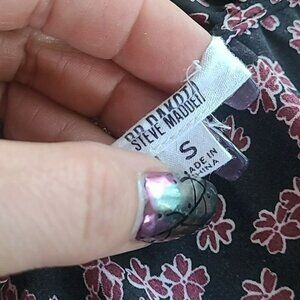 BB DAKOTA
STEVE MADDEN
S
MADE IN
CHINA